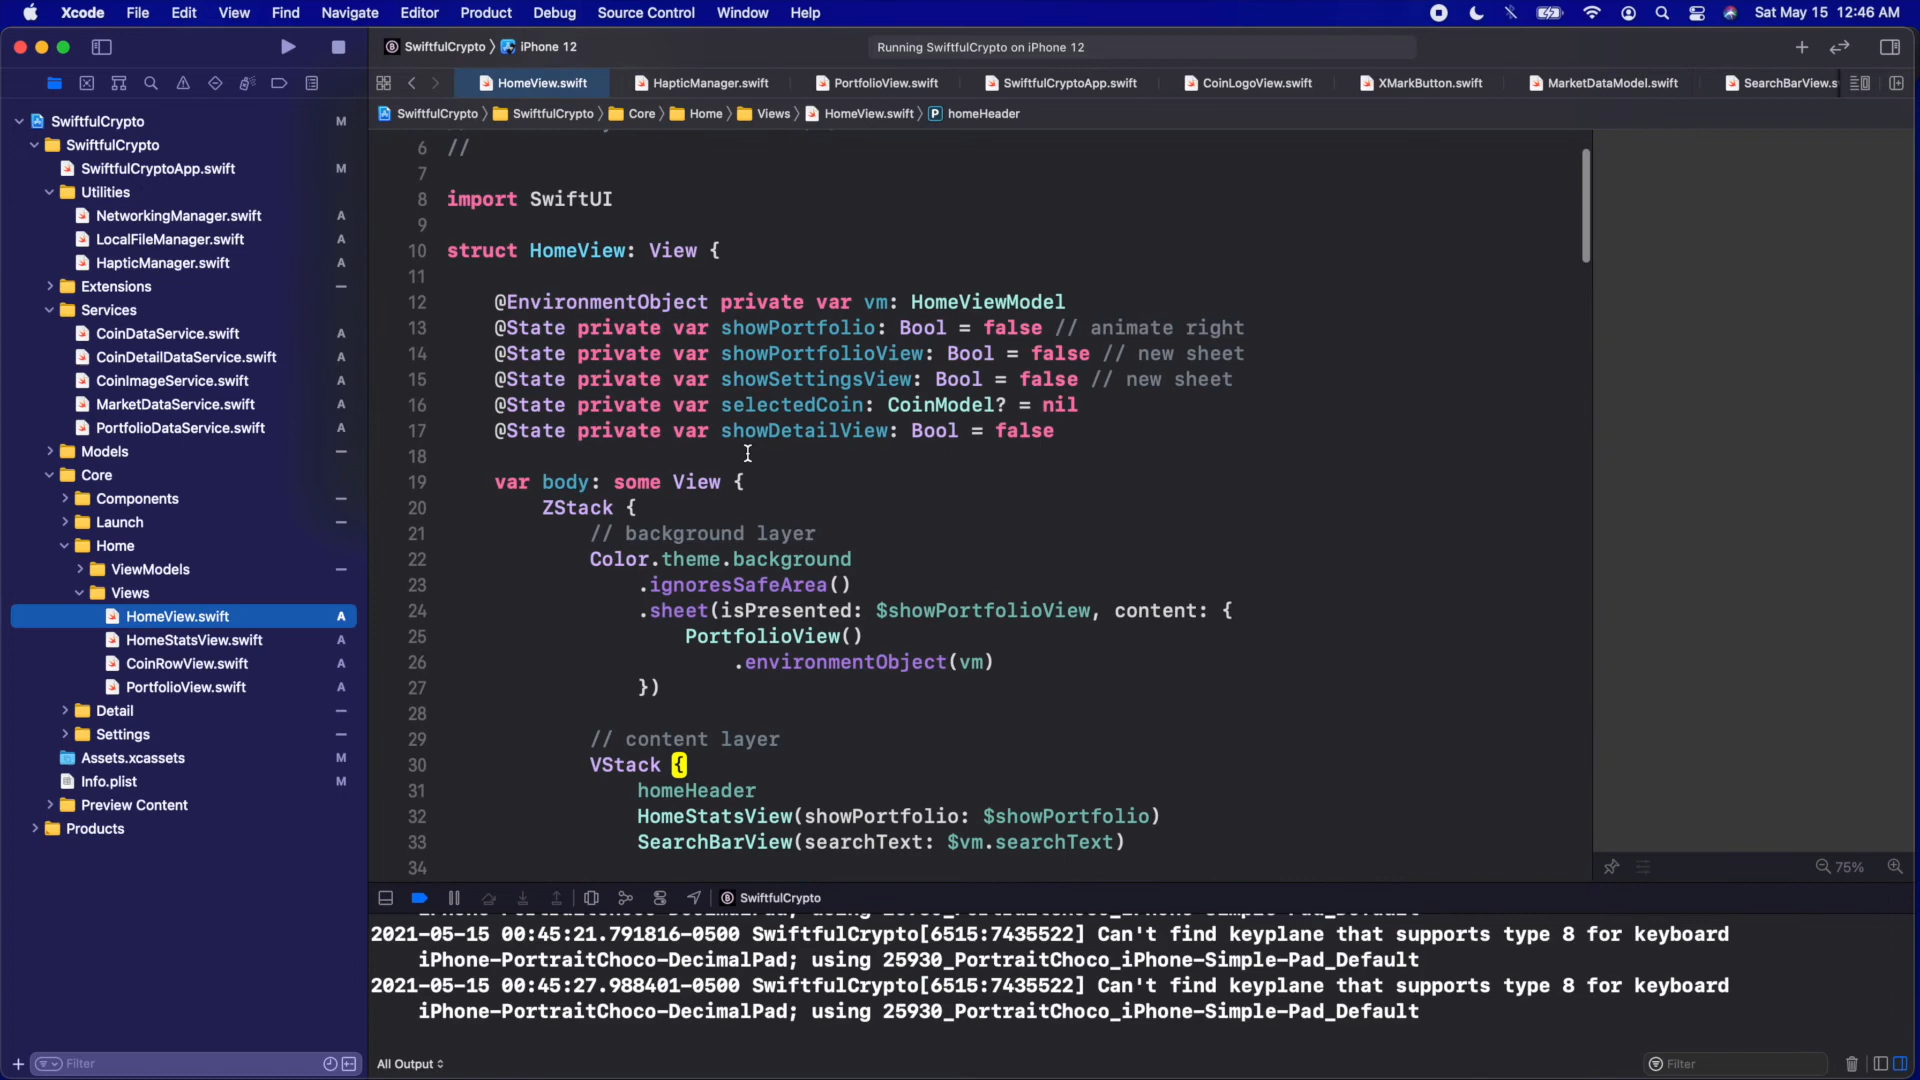 Xcode File Edit View Find Navigate Editor Product Debug Source Control Window Help Sat May 15 12:46 AM
SwiftfulCrypto iPhone 12 Running SwiftfulCrypto on iPhone 12
HomeView.swift HapticManager.swift PortfolioView.swift SwiftfulCryptoApp.swift CoinLogoView.swift XMarkButton.swift MarketDataModel.swift SearchBarView.s
SwiftfulCrypto SwiftfulCrypto Core Home Views HomeView.swift P homeHeader
SwiftfulCrypto M
SwiftfulCrypto
SwiftfulCryptoApp.swift M
Utilities
NetworkingManager.swift A
LocalFileManager.swift A
HapticManager.swift A
Extensions
Services
CoinDataService.swift A
CoinDetailDataService.swift A
CoinImageService.swift A
MarketDataService.swift A
PortfolioDataService.swift A
Models
Core
Components
Launch
Home
ViewModels
Views
HomeView.swift A
HomeStatsView.swift A
CoinRowView.swift A
PortfolioView.swift A
Detail
Settings
Assets.xcassets M
Info.plist M
Preview Content
Products
Filter
6 //
7
8 import SwiftUI
9
10 struct HomeView: View {
11
12 @EnvironmentObject private var vm: HomeViewModel
13 @State private var showPortfolio: Bool = false // animate right
14 @State private var showPortfolioView: Bool = false // new sheet
15 @State private var showSettingsView: Bool = false // new sheet
16 @State private var selectedCoin: CoinModel? = nil
17 @State private var showDetailView: Bool = false
18
19 var body: some View {
20 ZStack {
21 // background layer
22 Color.theme.background
23 .ignoresSafeArea()
24 .sheet(isPresented: $showPortfolioView, content: {
25 PortfolioView()
26 .environmentObject(vm)
27 })
28
29 // content layer
30 VStack {
31 homeHeader
32 HomeStatsView(showPortfolio: $showPortfolio)
33 SearchBarView(searchText: $vm.searchText)
34
75%
SwiftfulCrypto
2021-05-15 00:45:21.791816-0500 SwiftfulCrypto[6515:7435522] Can't find keyplane that supports type 8 for keyboard
iPhone-PortraitChoco-DecimalPad; using 25930_PortraitChoco_iPhone-Simple-Pad_Default
2021-05-15 00:45:27.988401-0500 SwiftfulCrypto[6515:7435522] Can't find keyplane that supports type 8 for keyboard
iPhone-PortraitChoco-DecimalPad; using 25930_PortraitChoco_iPhone-Simple-Pad_Default
All Output Filter